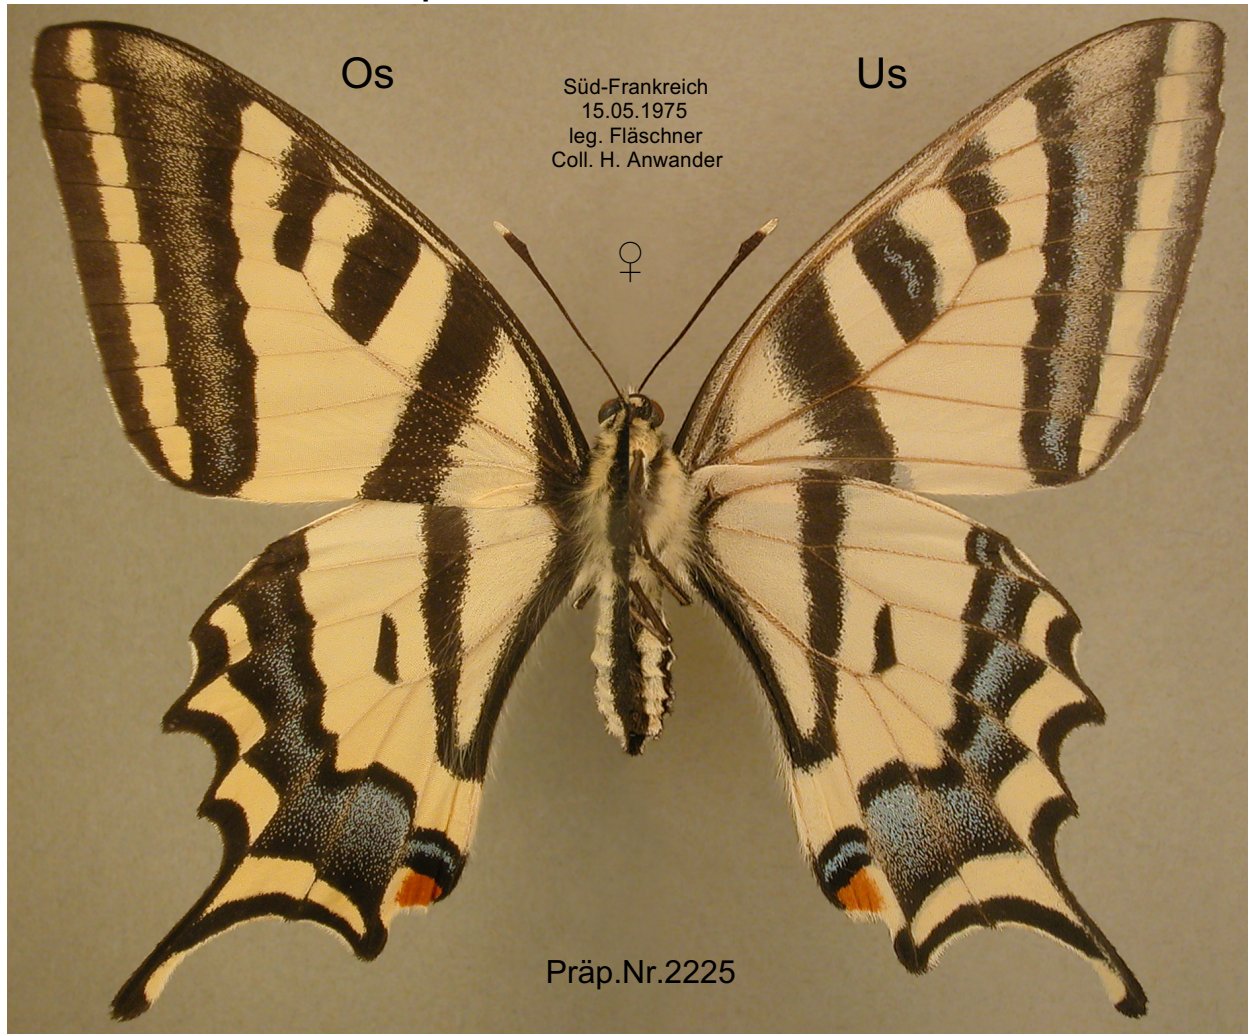 Os
Us
Süd-Frankreich
15.05.1975
leg. Fläschner
Coll. H. Anwander
♀
Präp.Nr.2225